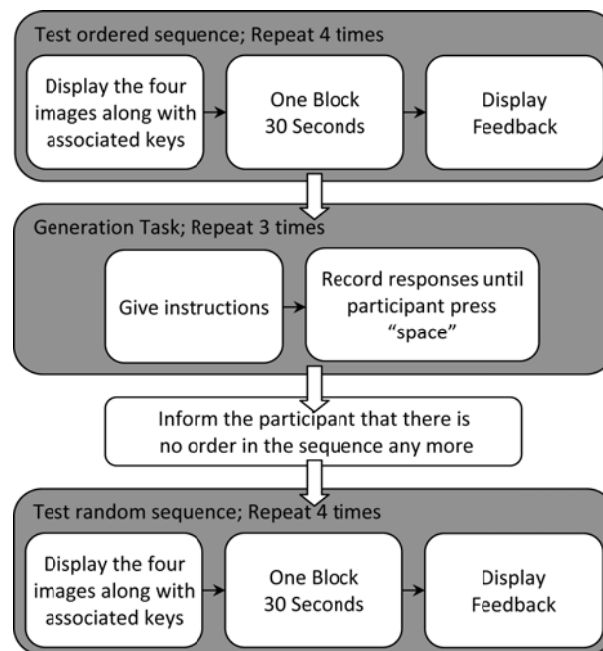 Test ordered sequence; Repeat 4 times
Display the four
images along with
associated keys
One Block
30 Seconds
Display
Feedback
Generation Task; Repeat 3 times
Give instructions
Record responses until
participant press
“space”
Inform the participant that there is
no order in the sequence any more
Test random sequence; Repeat 4 times
Display the four
images along with
associated keys
One Block
30 Seconds
Display
Feedback